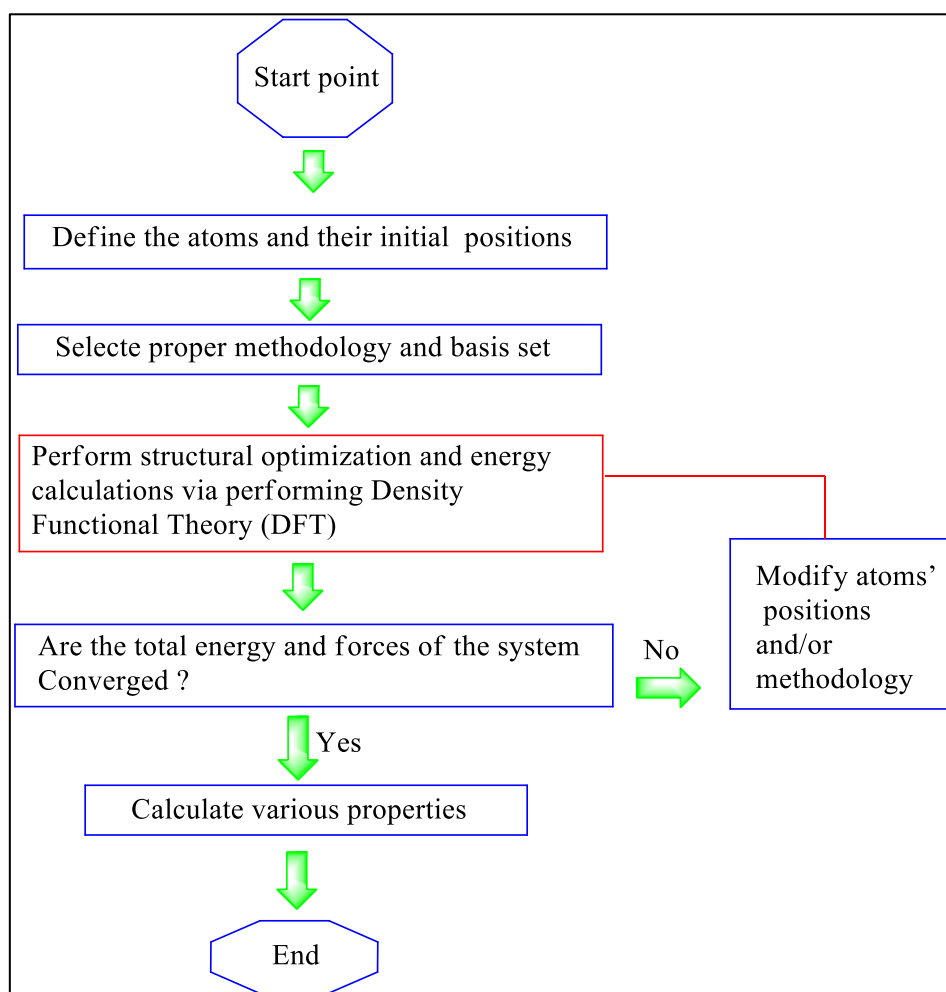 Start point
Define the atoms and their initial  positions
Selecte proper methodology and basis set
Perform structural optimization and energy
calculations via performing Density
Functional Theory (DFT)
Are the total energy and forces of the system
Converged ?
No
Modify atoms’
positions
and/or
methodology
Yes
Calculate various properties
End